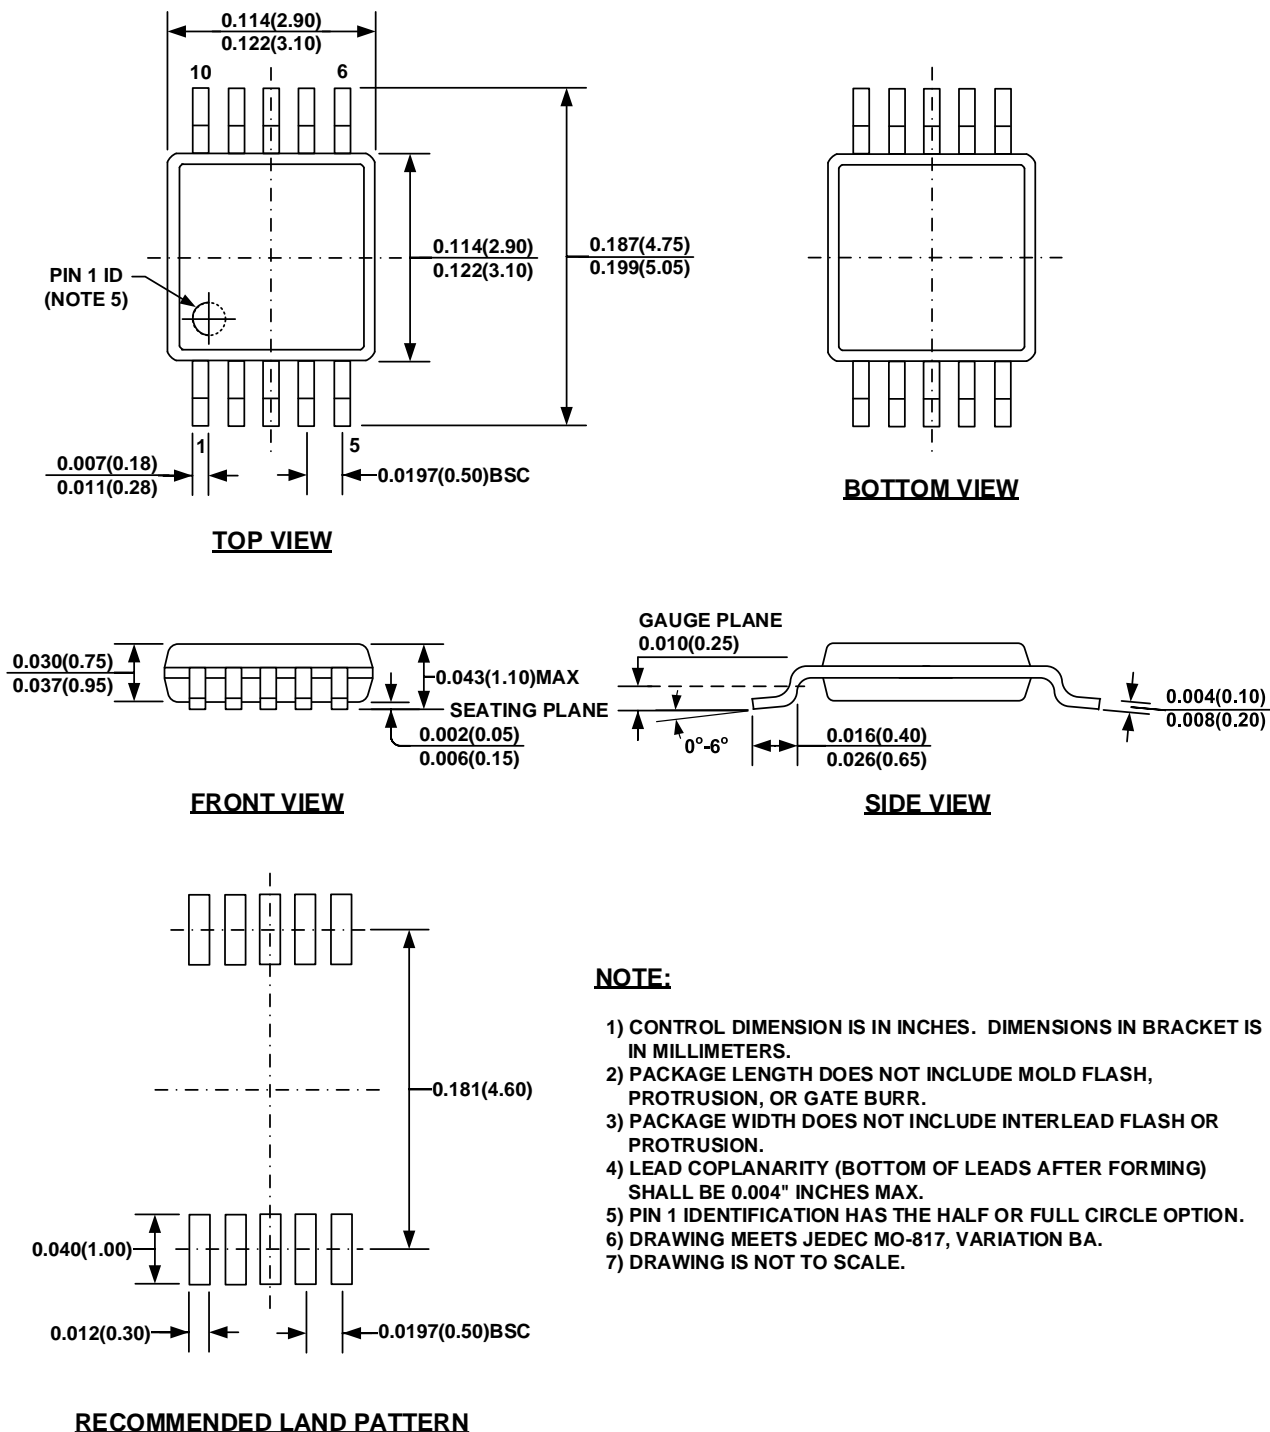 0.114(2.90)
0.122(3.10)
10
6
0.114(2.90)
0.122(3.10)
0.187(4.75)
0.199(5.05)
PIN 1 ID
(NOTE 5)
1
5
0.007(0.18)
0.011(0.28)
0.0197(0.50)BSC
TOP VIEW
BOTTOM VIEW
0.030(0.75)
0.037(0.95)
0.043(1.10)MAX
SEATING PLANE
0.002(0.05)
0.006(0.15)
FRONT VIEW
GAUGE PLANE
0.010(0.25)
0°-6°
0.016(0.40)
0.026(0.65)
0.004(0.10)
0.008(0.20)
SIDE VIEW
0.181(4.60)
0.040(1.00)
0.012(0.30)
0.0197(0.50)BSC
RECOMMENDED LAND PATTERN
NOTE:
1) CONTROL DIMENSION IS IN INCHES. DIMENSIONS IN BRACKET IS
IN MILLIMETERS.
2) PACKAGE LENGTH DOES NOT INCLUDE MOLD FLASH,
PROTRUSION, OR GATE BURR.
3) PACKAGE WIDTH DOES NOT INCLUDE INTERLEAD FLASH OR
PROTRUSION.
4) LEAD COPLANARITY (BOTTOM OF LEADS AFTER FORMING)
SHALL BE 0.004" INCHES MAX.
5) PIN 1 IDENTIFICATION HAS THE HALF OR FULL CIRCLE OPTION.
6) DRAWING MEETS JEDEC MO-817, VARIATION BA.
7) DRAWING IS NOT TO SCALE.